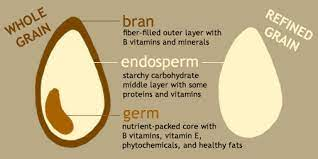 WHOLE
GRAIN
bran
fiber-filled outer layer with
B vitamins and minerals
endosperm
starchy carbohydrate
middle layer with some
proteins and vitamins
germ
nutrient-packed core with
B vitamins, vitamin E,
phytochemicals, and healthy fats
REFINED
GRAIN